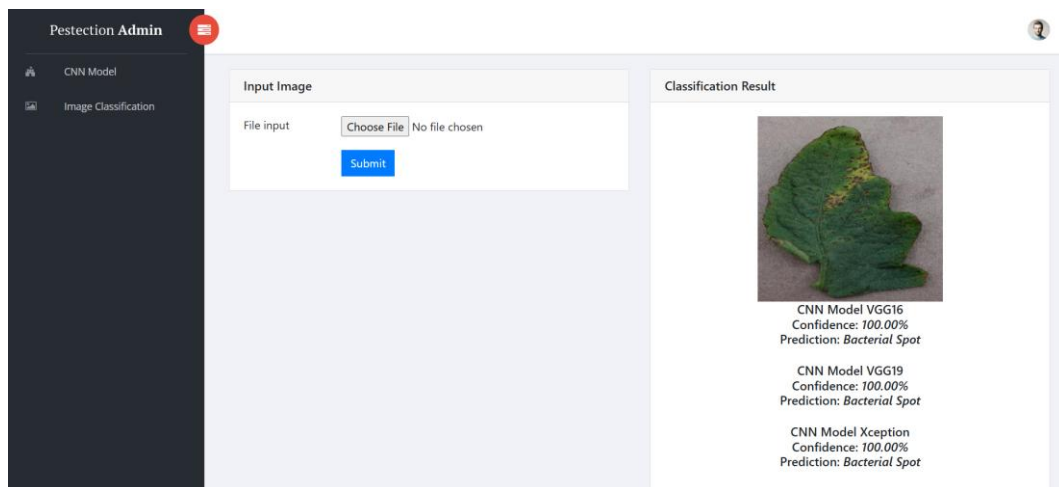 Pestection Admin
CNN Model
Image Classification
Input Image
File input
Choose File No file chosen
Submit
Classification Result
CNN Model VGG16
Confidence: 100.00%
Prediction: Bacterial Spot
CNN Model VGG19
Confidence: 100.00%
Prediction: Bacterial Spot
CNN Model Xception
Confidence: 100.00%
Prediction: Bacterial Spot